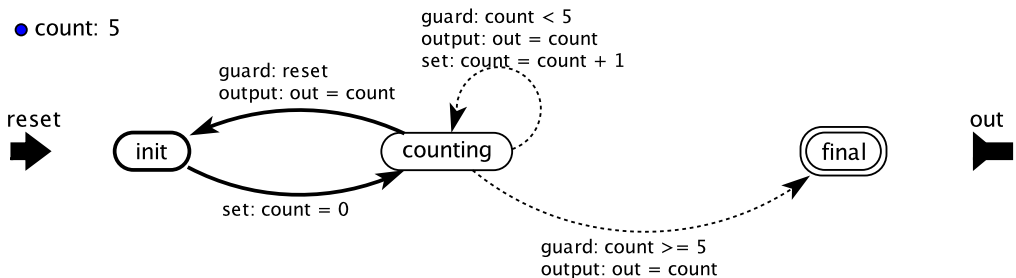 count: 5
guard: count < 5
output: out = count
set: count = count + 1
guard: reset
output: out = count
reset
init
counting
final
out
set: count = 0
guard: count >= 5
output: out = count